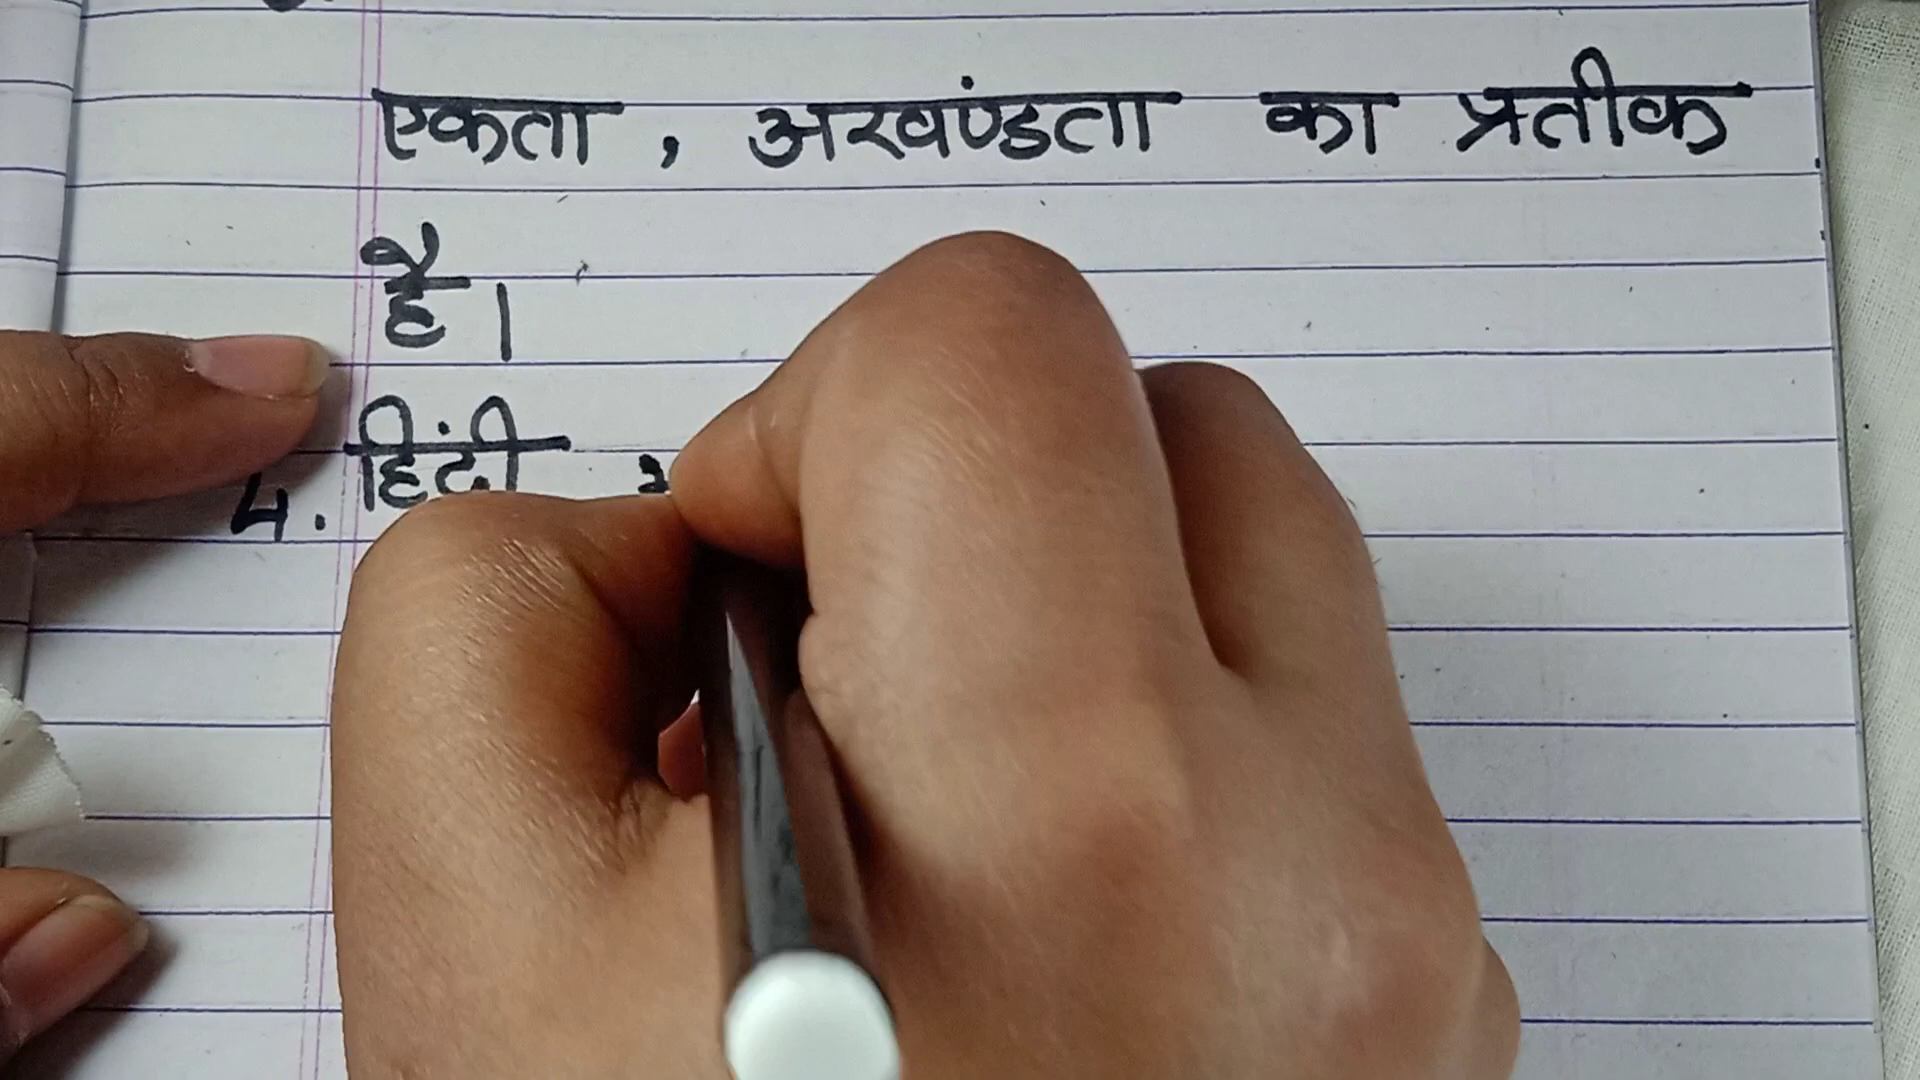 एकता , अखण्डता का प्रतीक
है।
4. हिंदी